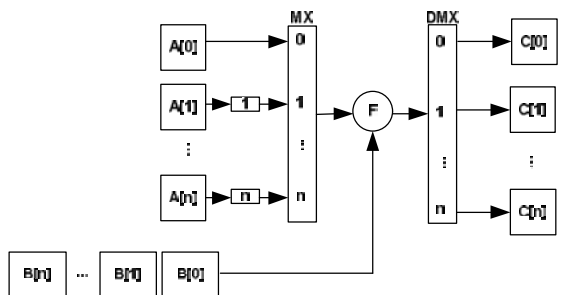 MX DMX
A[0] 0 0 C[0]
A[1] 1 1 F 1 C[1]
⋮ ⋮ ⋮ ⋮
A[n] n n n C[n]
B[n] ... B[1] B[0]